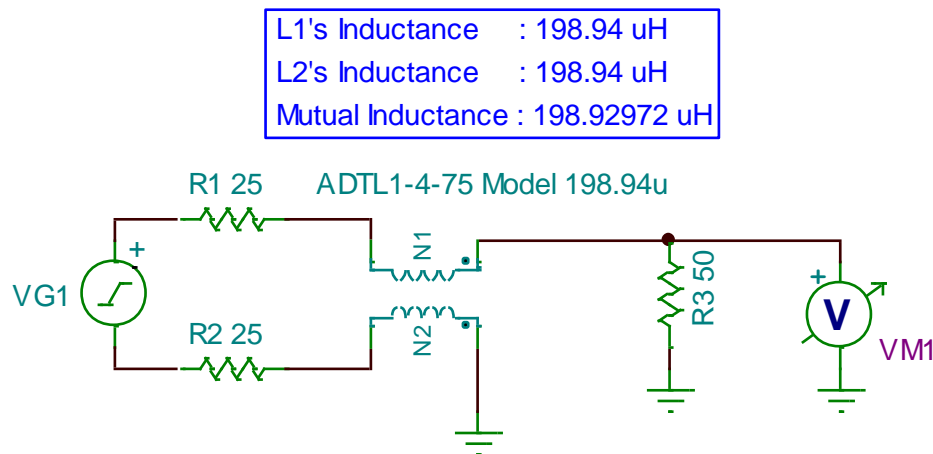 L1's Inductance : 198.94 uH
L2's Inductance : 198.94 uH
Mutual Inductance : 198.92972 uH
R1 25
ADTL1-4-75 Model 198.94u
N1
+
VG1
R2 25
N2
R3 50
+
V
VM1